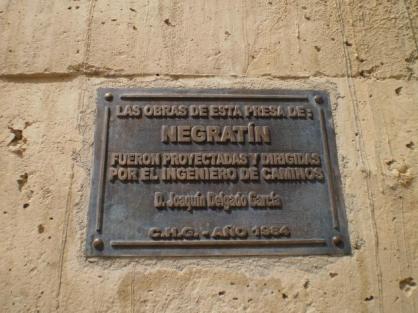 LAS OBRAS DE ESTA PRESA DE:
NEGRATÍN
FUERON PROYECTADAS Y DIRIGIDAS
POR EL INGENIERO DE CAMINOS
D. Joaquín Delgado García
C.H.G. - AÑO 1984